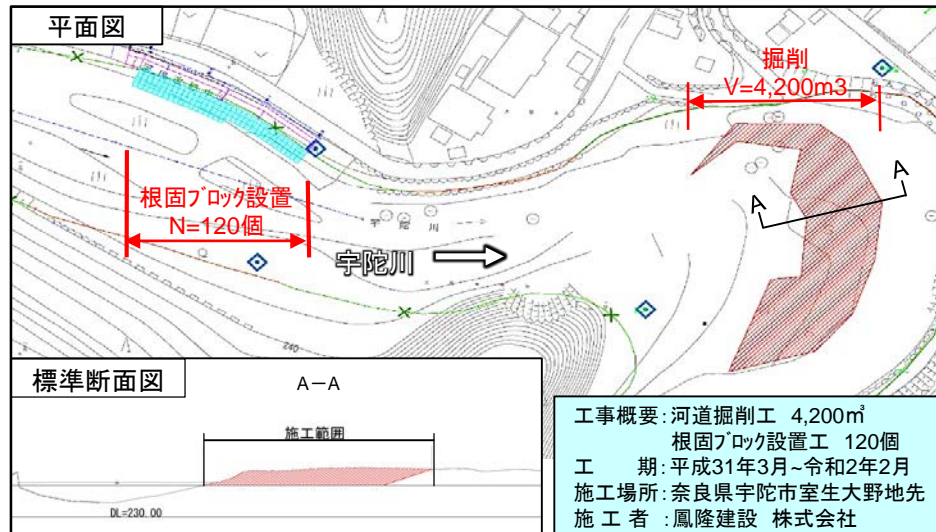 平面図
掘削
V=4,200m3
A
A
根固ブロック設置
N=120個
宇陀川
240
標準断面図
A－A
施工範囲
DL=230.00
工事概要：河道掘削工 4,200㎥
根固ブロック設置工 120個
工 期：平成31年3月~令和2年2月
施工場所：奈良県宇陀市室生大野地先
施 工 者 ：鳳隆建設 株式会社